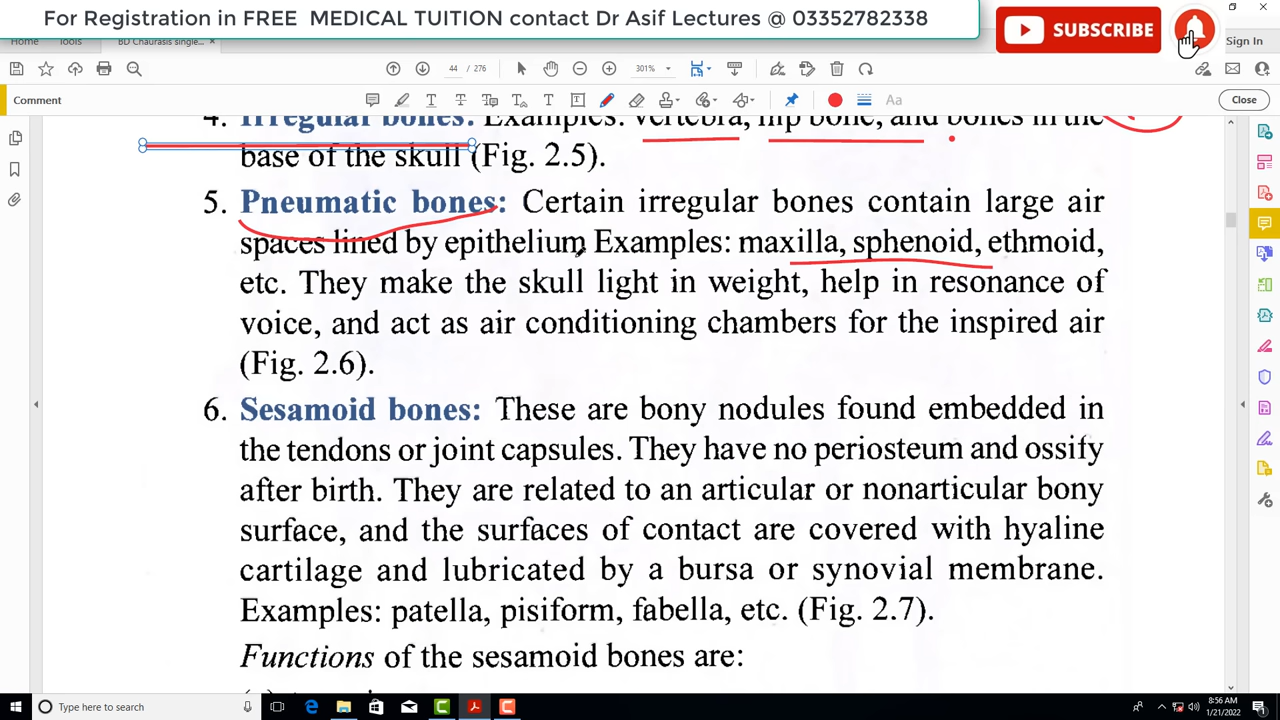 For Registration in FREE MEDICAL TUITION contact Dr Asif Lectures @ 03352782338
SUBSCRIBE
Home Tools BD Chaurasis single... × Sign In
44 / 276 301%
Comment Close
4. Irregular bones: Examples: vertebra, hip bone, and bones in the
base of the skull (Fig. 2.5).
5. Pneumatic bones: Certain irregular bones contain large air
spaces lined by epithelium. Examples: maxilla, sphenoid, ethmoid,
etc. They make the skull light in weight, help in resonance of
voice, and act as air conditioning chambers for the inspired air
(Fig. 2.6).
6. Sesamoid bones: These are bony nodules found embedded in
the tendons or joint capsules. They have no periosteum and ossify
after birth. They are related to an articular or nonarticular bony
surface, and the surfaces of contact are covered with hyaline
cartilage and lubricated by a bursa or synovial membrane.
Examples: patella, pisiform, fabella, etc. (Fig. 2.7).
Functions of the sesamoid bones are:
Type here to search
8:56 AM
1/21/2022